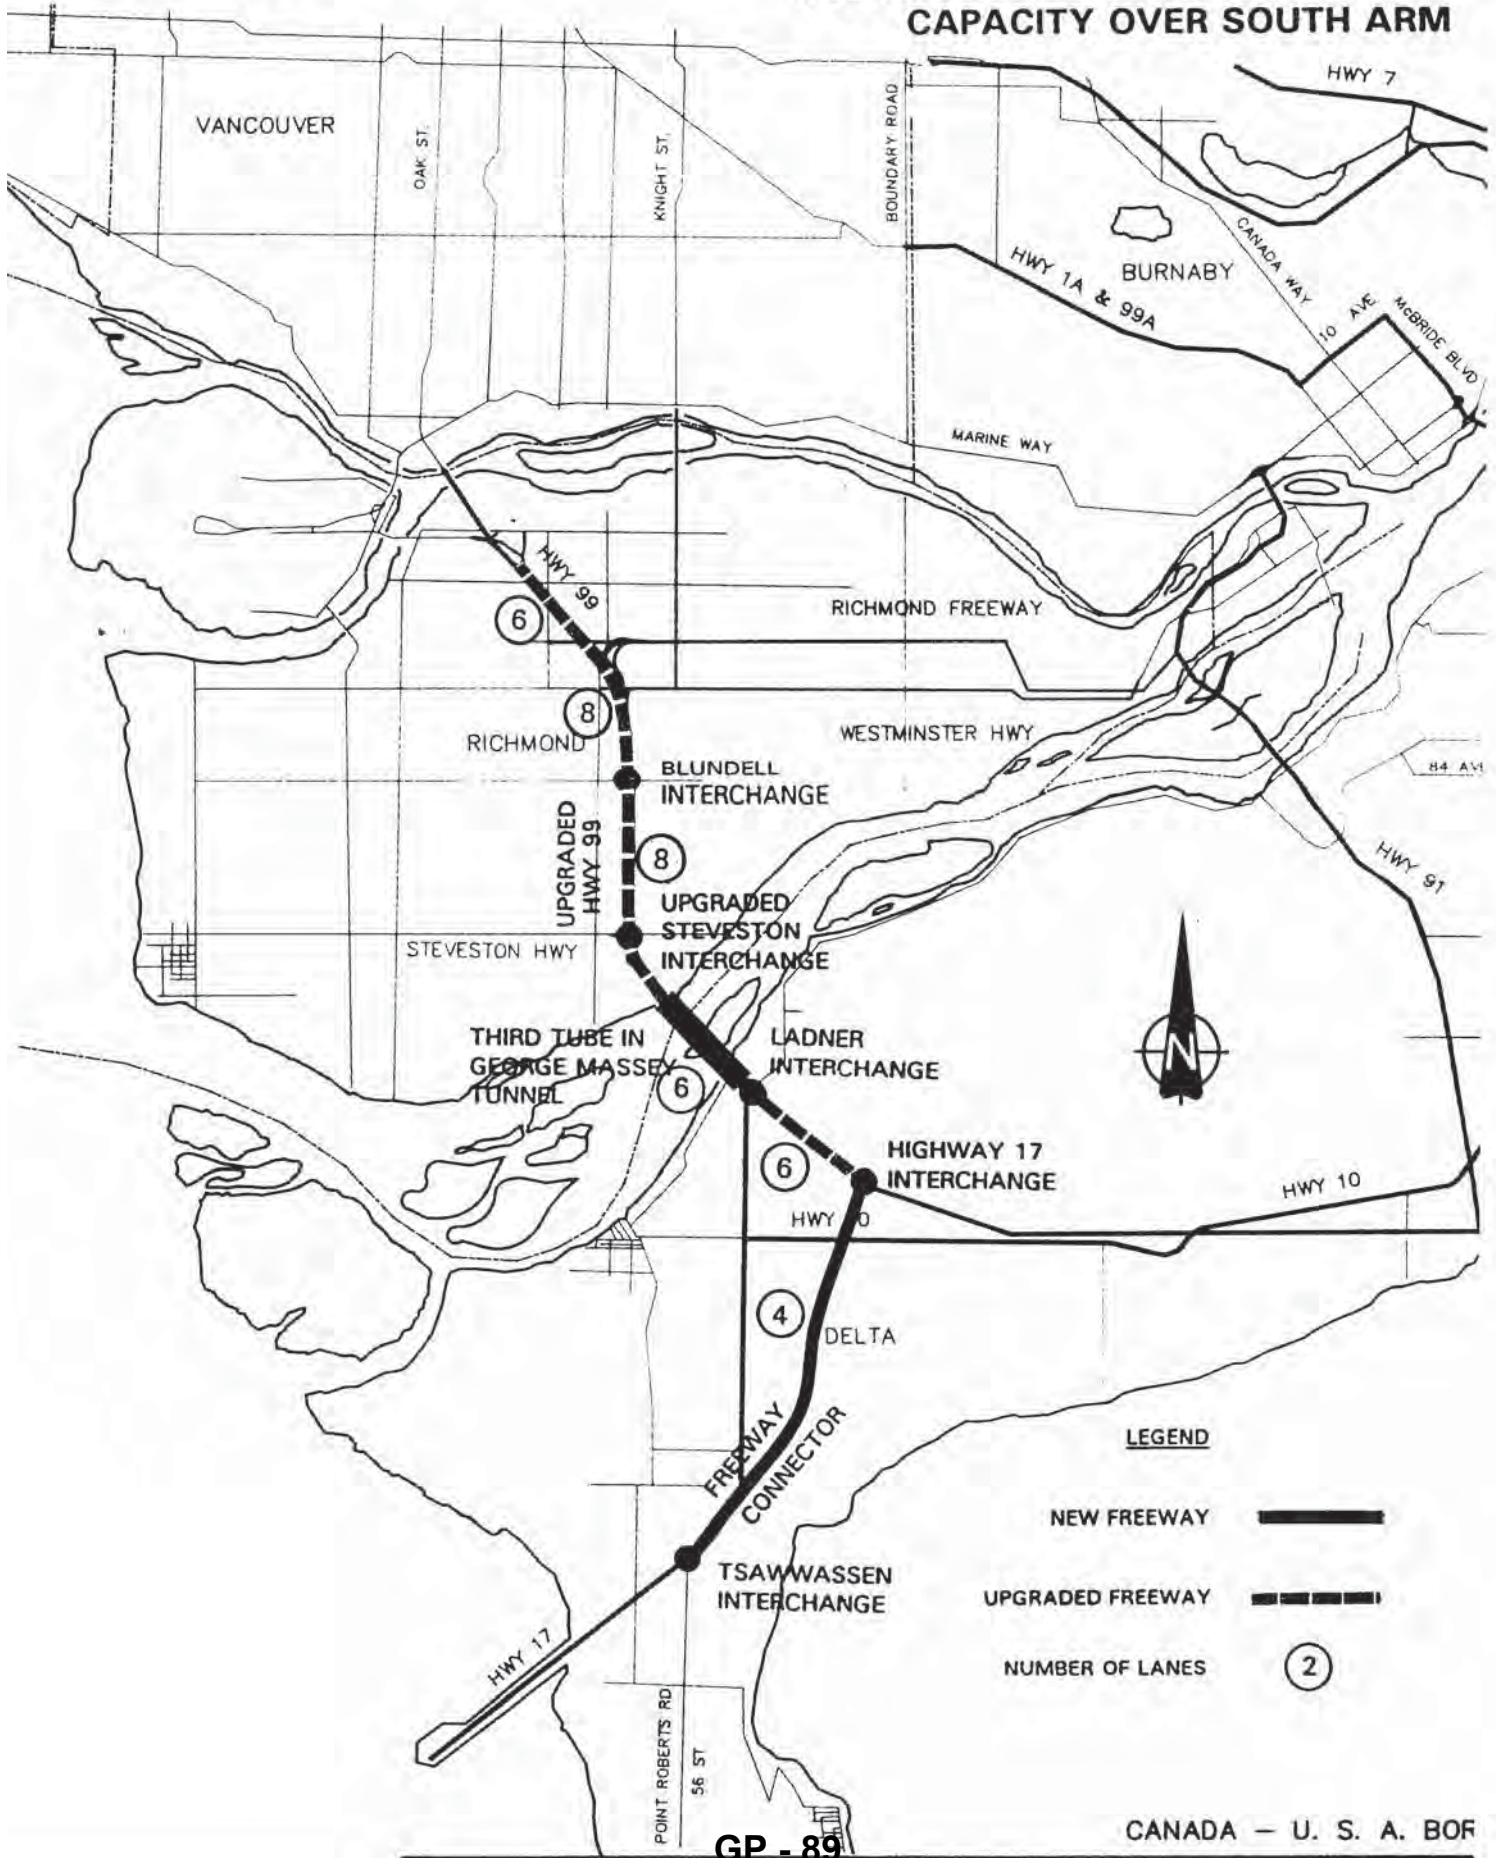 CAPACITY OVER SOUTH ARM
HWY 7
VANCOUVER
OAK ST.
KNIGHT ST.
BOUNDARY ROAD
CANADA WAY
BURNABY
HWY 1A & 99A
10 AVE
McBRIDE BLVD
MARINE WAY
HWY 99
6
RICHMOND FREEWAY
8
RICHMOND
WESTMINSTER HWY
BLUNDELL
INTERCHANGE
84 AVE
UPGRADED
HWY 99
8
HWY 91
UPGRADED
STEVESTON
INTERCHANGE
STEVESTON HWY
THIRD TUBE IN
GEORGE MASSEY
TUNNEL
6
LADNER
INTERCHANGE
N
6
HIGHWAY 17
INTERCHANGE
HWY 10
HWY 10
4
DELTA
FREEWAY
CONNECTOR
LEGEND
NEW FREEWAY
TSAWWASSEN
INTERCHANGE
UPGRADED FREEWAY
HWY 17
NUMBER OF LANES
2
POINT ROBERTS RD
56 ST
CANADA – U. S. A. BOR
GP - 89